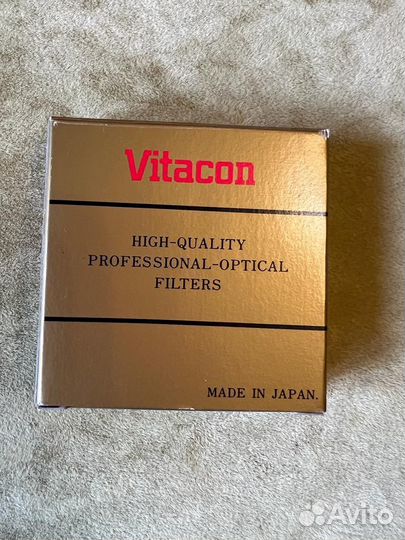 Vitacon
HIGH-QUALITY
PROFESSIONAL-OPTICAL
FILTERS
MADE IN JAPAN.
Avito